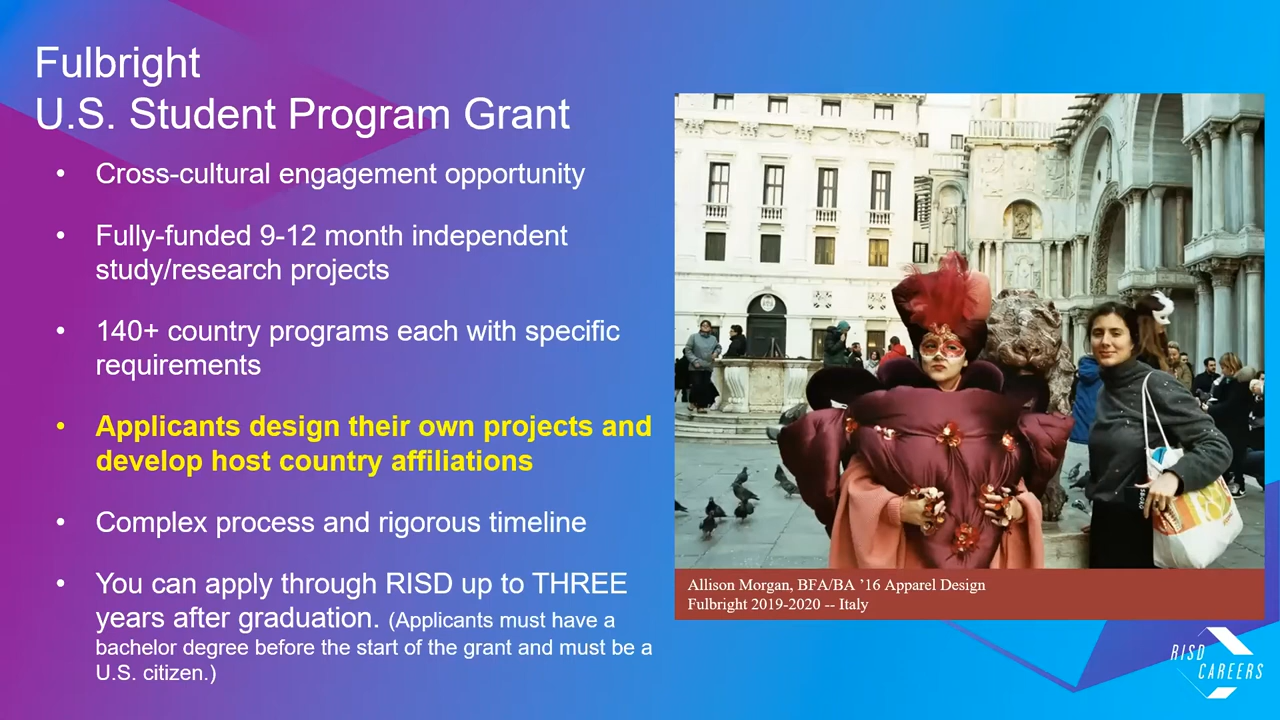 Fulbright
U.S. Student Program Grant
• Cross-cultural engagement opportunity
• Fully-funded 9-12 month independent
study/research projects
• 140+ country programs each with specific
requirements
• Applicants design their own projects and
develop host country affiliations
• Complex process and rigorous timeline
• You can apply through RISD up to THREE
years after graduation. (Applicants must have a
bachelor degree before the start of the grant and must be a
U.S. citizen.)
Allison Morgan, BFA/BA ’16 Apparel Design
Fulbright 2019-2020 -- Italy
RISD
CAREERS